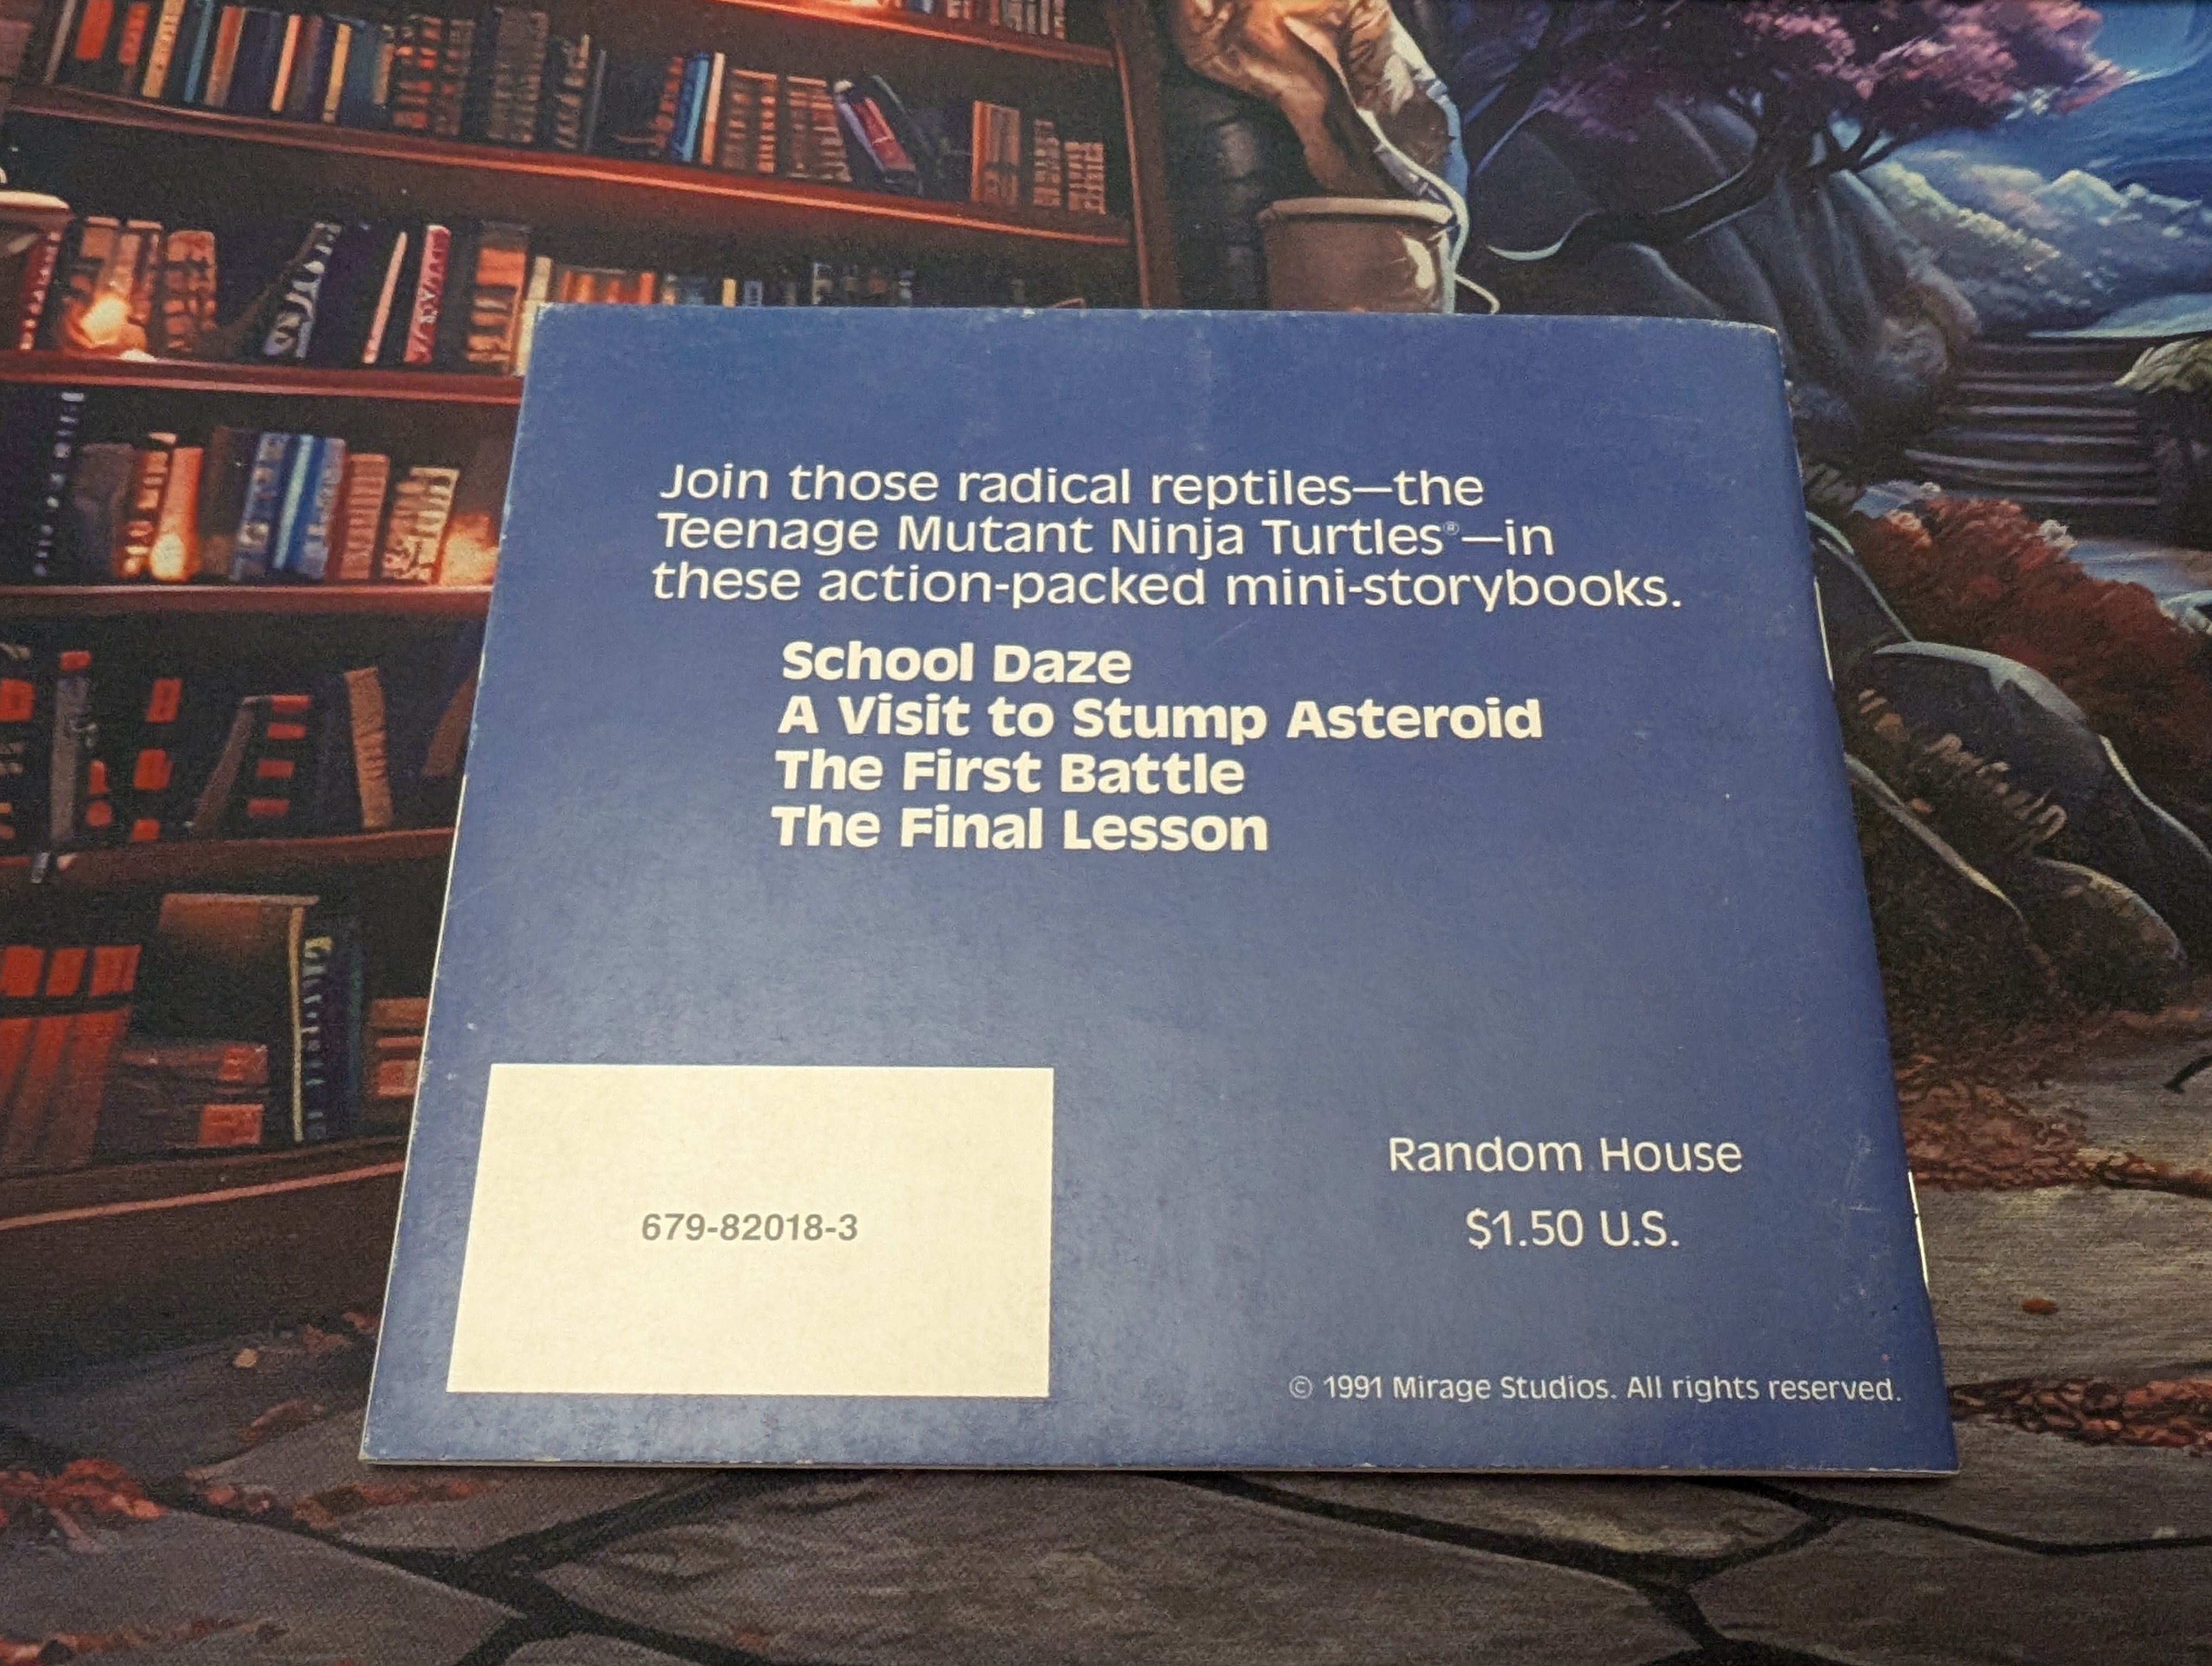 Join those radical reptiles—the
Teenage Mutant Ninja Turtles®—in
these action-packed mini-storybooks.
School Daze
A Visit to Stump Asteroid
The First Battle
The Final Lesson
679-82018-3
Random House
$1.50 U.S.
© 1991 Mirage Studios. All rights reserved.